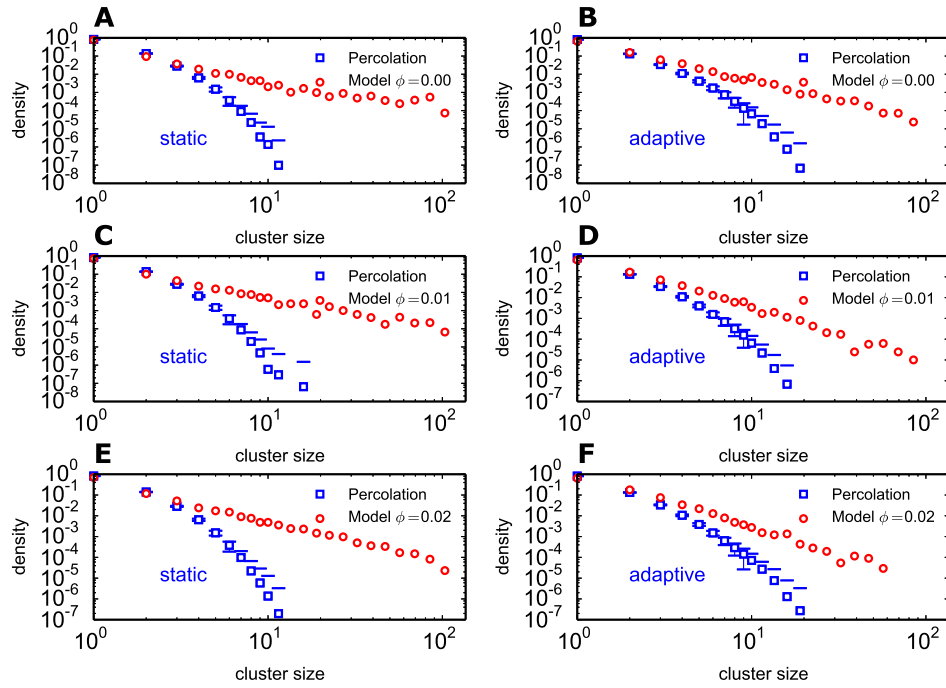 A
10^0
10^-1
10^-2
10^-3
10^-4
10^-5
10^-6
10^-7
10^-8
density
Percolation
Model ϕ=0.00
static
10^0 10^1 10^2
cluster size
B
10^0
10^-1
10^-2
10^-3
10^-4
10^-5
10^-6
10^-7
10^-8
density
Percolation
Model ϕ=0.00
adaptive
10^0 10^1 10^2
cluster size
C
10^0
10^-1
10^-2
10^-3
10^-4
10^-5
10^-6
10^-7
10^-8
density
Percolation
Model ϕ=0.01
static
10^0 10^1 10^2
cluster size
D
10^0
10^-1
10^-2
10^-3
10^-4
10^-5
10^-6
10^-7
density
Percolation
Model ϕ=0.01
adaptive
10^0 10^1 10^2
cluster size
E
10^0
10^-1
10^-2
10^-3
10^-4
10^-5
10^-6
10^-7
density
Percolation
Model ϕ=0.02
static
10^0 10^1 10^2
cluster size
F
10^0
10^-1
10^-2
10^-3
10^-4
10^-5
10^-6
10^-7
density
Percolation
Model ϕ=0.02
adaptive
10^0 10^1 10^2
cluster size